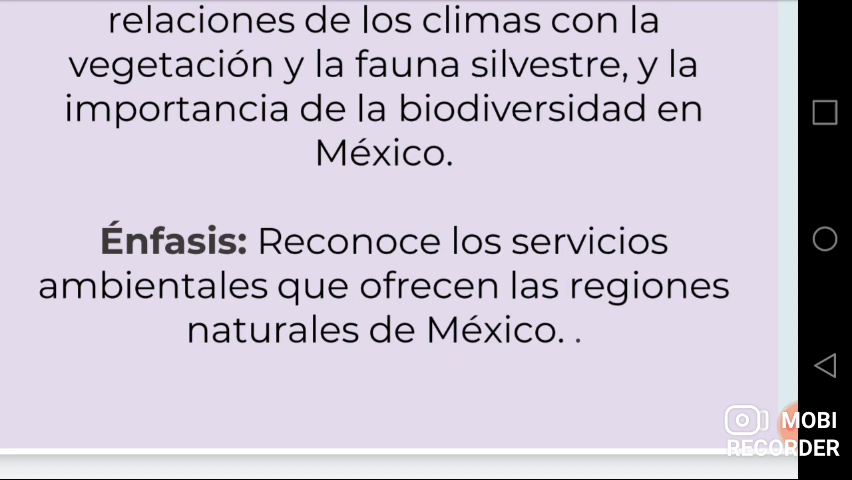 relaciones de los climas con la
vegetación y la fauna silvestre, y la
importancia de la biodiversidad en
México.
Énfasis: Reconoce los servicios
ambientales que ofrecen las regiones
naturales de México. .
MOBI
RECORDER